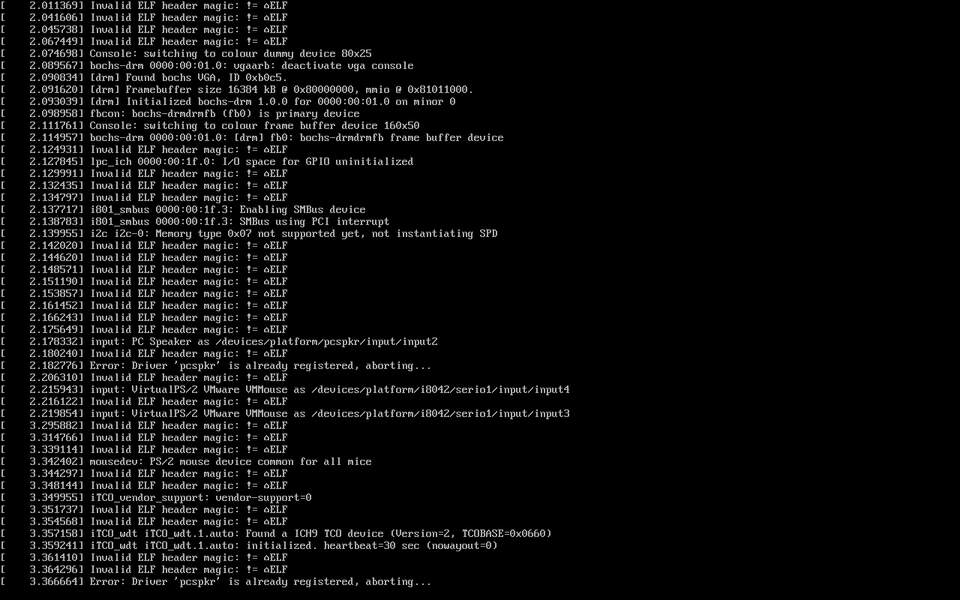 [    2.011369] Invalid ELF header magic: != ⌂ELF
[    2.041606] Invalid ELF header magic: != ⌂ELF
[    2.045738] Invalid ELF header magic: != ⌂ELF
[    2.067449] Invalid ELF header magic: != ⌂ELF
[    2.074698] Console: switching to colour dummy device 80x25
[    2.089567] bochs-drm 0000:00:01.0: vgaarb: deactivate vga console
[    2.090834] [drm] Found bochs VGA, ID 0xb0c5.
[    2.091620] [drm] Framebuffer size 16384 kB @ 0x80000000, mmio @ 0x81011000.
[    2.093039] [drm] Initialized bochs-drm 1.0.0 for 0000:00:01.0 on minor 0
[    2.098958] fbcon: bochs-drmdrmfb (fb0) is primary device
[    2.111761] Console: switching to colour frame buffer device 160x50
[    2.114957] bochs-drm 0000:00:01.0: [drm] fb0: bochs-drmdrmfb frame buffer device
[    2.124931] Invalid ELF header magic: != ⌂ELF
[    2.127845] lpc_ich 0000:00:1f.0: I/O space for GPIO uninitialized
[    2.129991] Invalid ELF header magic: != ⌂ELF
[    2.132435] Invalid ELF header magic: != ⌂ELF
[    2.134797] Invalid ELF header magic: != ⌂ELF
[    2.137717] i801_smbus 0000:00:1f.3: Enabling SMBus device
[    2.138783] i801_smbus 0000:00:1f.3: SMBus using PCI interrupt
[    2.139955] i2c i2c-0: Memory type 0x07 not supported yet, not instantiating SPD
[    2.142020] Invalid ELF header magic: != ⌂ELF
[    2.144620] Invalid ELF header magic: != ⌂ELF
[    2.148571] Invalid ELF header magic: != ⌂ELF
[    2.151190] Invalid ELF header magic: != ⌂ELF
[    2.153857] Invalid ELF header magic: != ⌂ELF
[    2.161452] Invalid ELF header magic: != ⌂ELF
[    2.166243] Invalid ELF header magic: != ⌂ELF
[    2.175649] Invalid ELF header magic: != ⌂ELF
[    2.178332] input: PC Speaker as /devices/platform/pcspkr/input/input2
[    2.180240] Invalid ELF header magic: != ⌂ELF
[    2.182776] Error: Driver 'pcspkr' is already registered, aborting...
[    2.206310] Invalid ELF header magic: != ⌂ELF
[    2.215943] input: VirtualPS/2 VMware VMMouse as /devices/platform/i8042/serio1/input/input4
[    2.216122] Invalid ELF header magic: != ⌂ELF
[    2.219854] input: VirtualPS/2 VMware VMMouse as /devices/platform/i8042/serio1/input/input3
[    3.295882] Invalid ELF header magic: != ⌂ELF
[    3.314766] Invalid ELF header magic: != ⌂ELF
[    3.339114] Invalid ELF header magic: != ⌂ELF
[    3.342402] mousedev: PS/2 mouse device common for all mice
[    3.344297] Invalid ELF header magic: != ⌂ELF
[    3.348144] Invalid ELF header magic: != ⌂ELF
[    3.349955] iTCO_vendor_support: vendor-support=0
[    3.351737] Invalid ELF header magic: != ⌂ELF
[    3.354568] Invalid ELF header magic: != ⌂ELF
[    3.357158] iTCO_wdt iTCO_wdt.1.auto: Found a ICH9 TCO device (Version=2, TCOBASE=0x0660)
[    3.359241] iTCO_wdt iTCO_wdt.1.auto: initialized. heartbeat=30 sec (nowayout=0)
[    3.361410] Invalid ELF header magic: != ⌂ELF
[    3.364296] Invalid ELF header magic: != ⌂ELF
[    3.366664] Error: Driver 'pcspkr' is already registered, aborting...